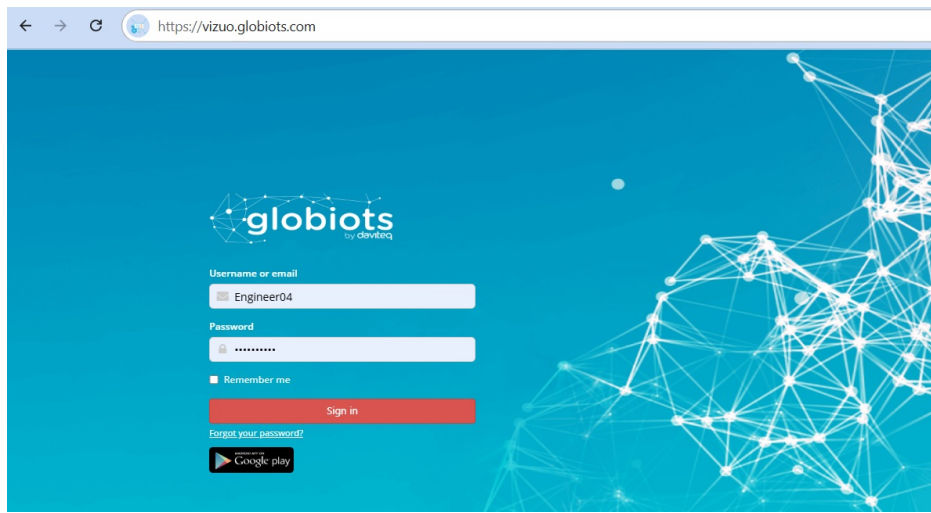 https://vizuo.globiots.com
globiots
by daviteq
Username or email
Engineer04
Password
••••••••••
Remember me
Sign in
Forgot your password?
Google play